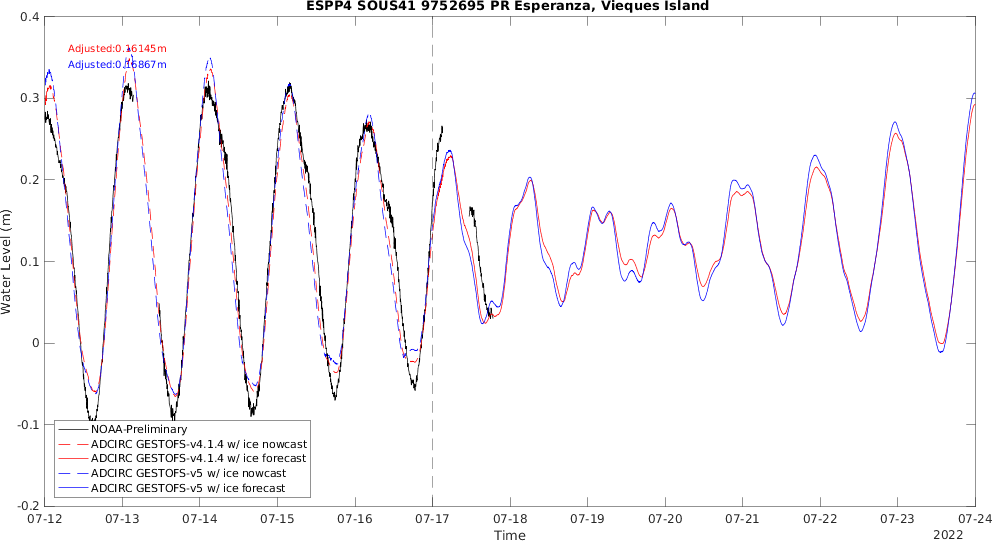 ESPP4 SOUS41 9752695 PR Esperanza, Vieques Island
Adjusted:0.16145m
Adjusted:0.16867m
0.4
0.3
0.2
0.1
0
-0.1
-0.2
Water Level (m)
NOAA-Preliminary
ADCIRC GESTOFS-v4.1.4 w/ ice nowcast
ADCIRC GESTOFS-v4.1.4 w/ ice forecast
ADCIRC GESTOFS-v5 w/ ice nowcast
ADCIRC GESTOFS-v5 w/ ice forecast
07-12 07-13 07-14 07-15 07-16 07-17 07-18 07-19 07-20 07-21 07-22 07-23 07-24
Time
2022